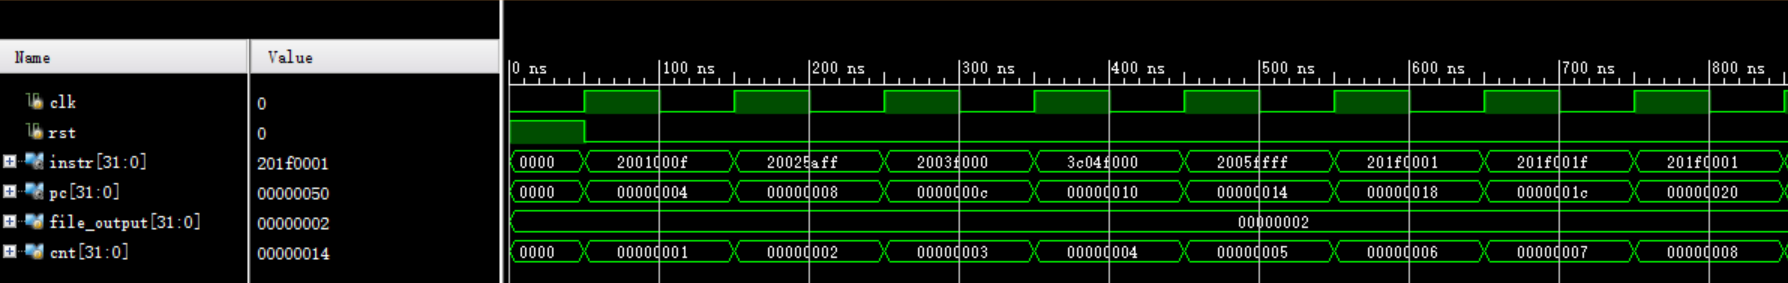 Name Value
0 ns 100 ns 200 ns 300 ns 400 ns 500 ns 600 ns 700 ns 800 ns
clk 0
rst 0
instr[31:0] 201f0001 0000 2001000f 20025aff 2003f000 3c04f000 2005ffff 201f0001 201f001f 201f0001
pc[31:0] 00000050 0000 00000004 00000008 0000000c 00000010 00000014 00000018 0000001c 00000020
file_output[31:0] 00000002 00000002
cnt[31:0] 00000014 0000 00000001 00000002 00000003 00000004 00000005 00000006 00000007 00000008